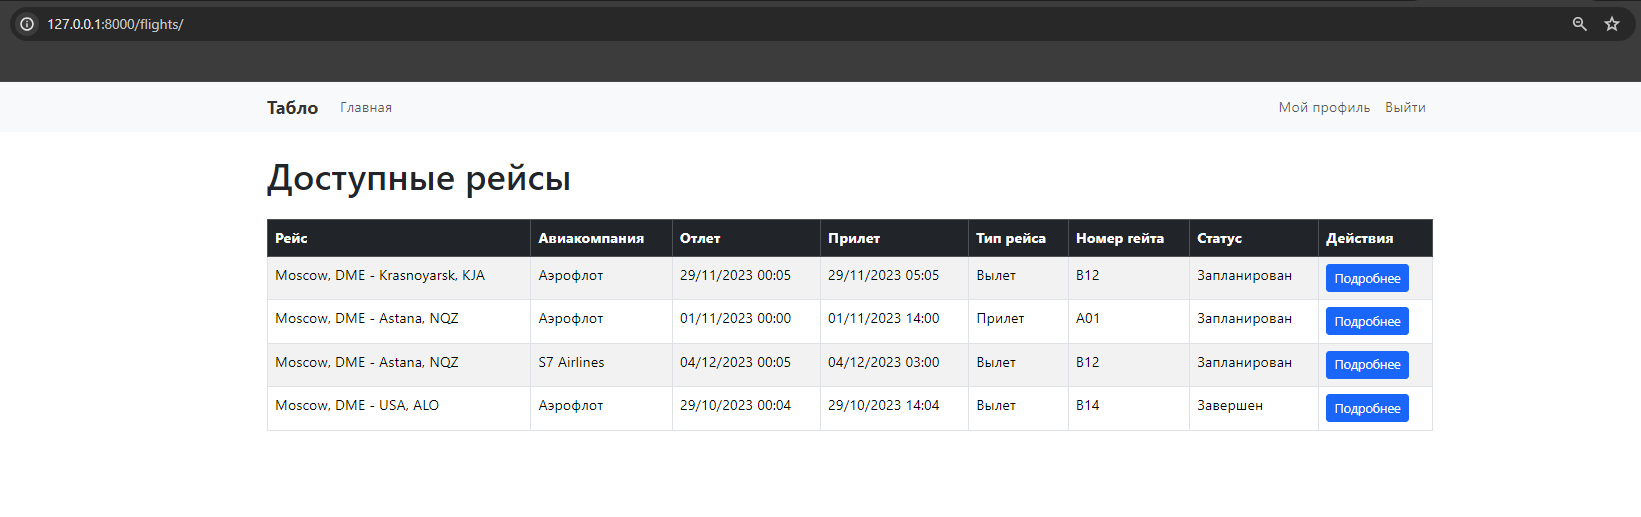 127.0.0.1:8000/flights/
Табло Главная Мой профиль Выйти
Доступные рейсы
Рейс Авиакомпания Отлет Прилет Тип рейса Номер гейта Статус Действия
Moscow, DME - Krasnoyarsk, KJA Аэрофлот 29/11/2023 00:05 29/11/2023 05:05 Вылет B12 Запланирован Подробнее
Moscow, DME - Astana, NQZ Аэрофлот 01/11/2023 00:00 01/11/2023 14:00 Прилет A01 Запланирован Подробнее
Moscow, DME - Astana, NQZ S7 Airlines 04/12/2023 00:05 04/12/2023 03:00 Вылет B12 Запланирован Подробнее
Moscow, DME - USA, ALO Аэрофлот 29/10/2023 00:04 29/10/2023 14:04 Вылет B14 Завершен Подробнее